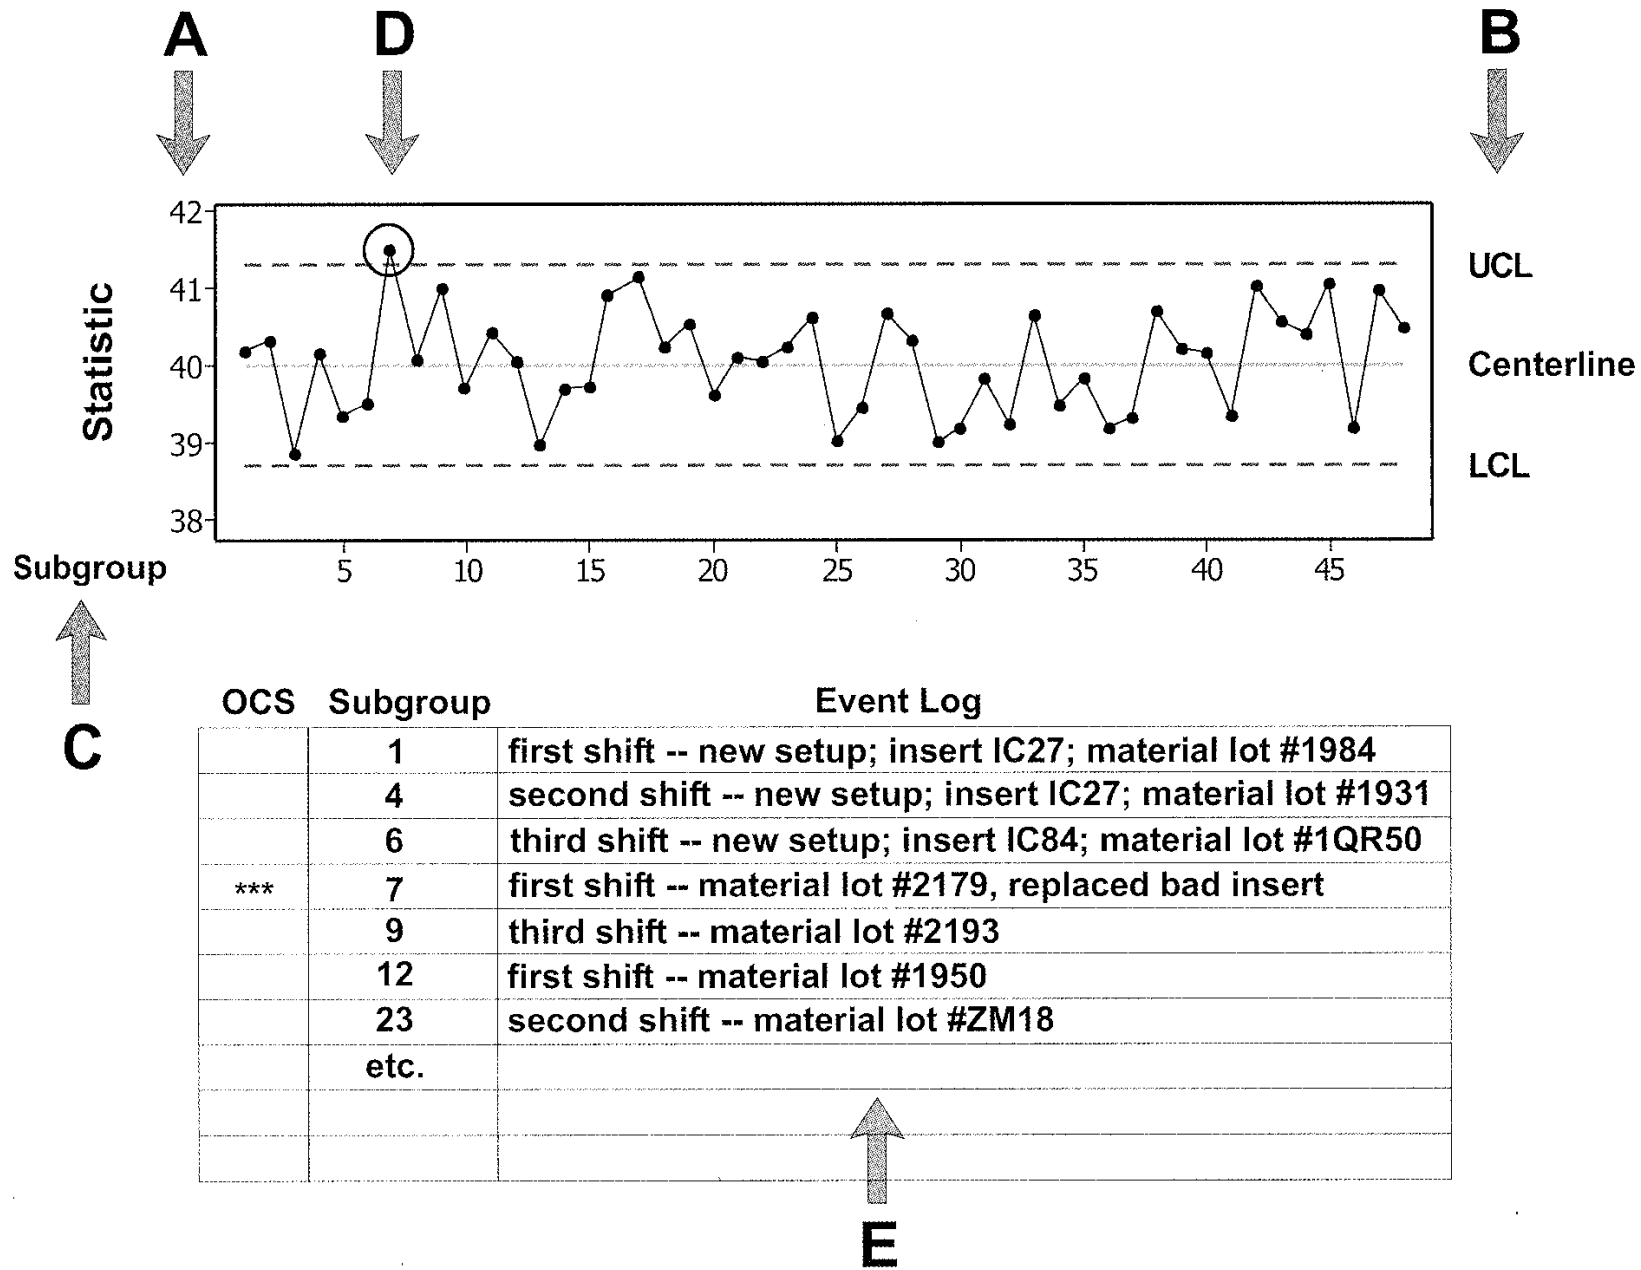 A D B
42
41
40
39
38
Statistic
UCL
Centerline
LCL
Subgroup 5 10 15 20 25 30 35 40 45
C
OCS Subgroup Event Log
1 first shift -- new setup; insert IC27; material lot #1984
4 second shift -- new setup; insert IC27; material lot #1931
6 third shift -- new setup; insert IC84; material lot #1QR50
*** 7 first shift -- material lot #2179, replaced bad insert
9 third shift -- material lot #2193
12 first shift -- material lot #1950
23 second shift -- material lot #ZM18
etc.
E